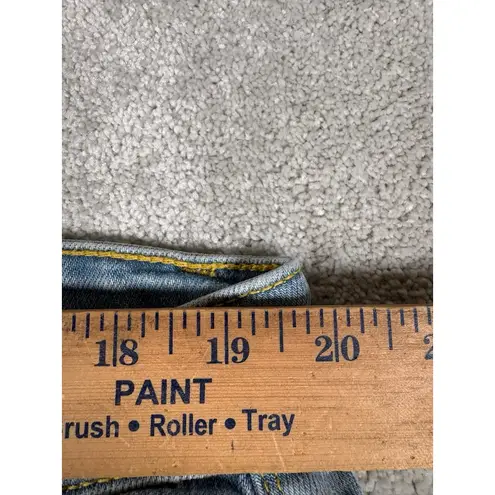 18 19 20
PAINT
rush • Roller • Tray